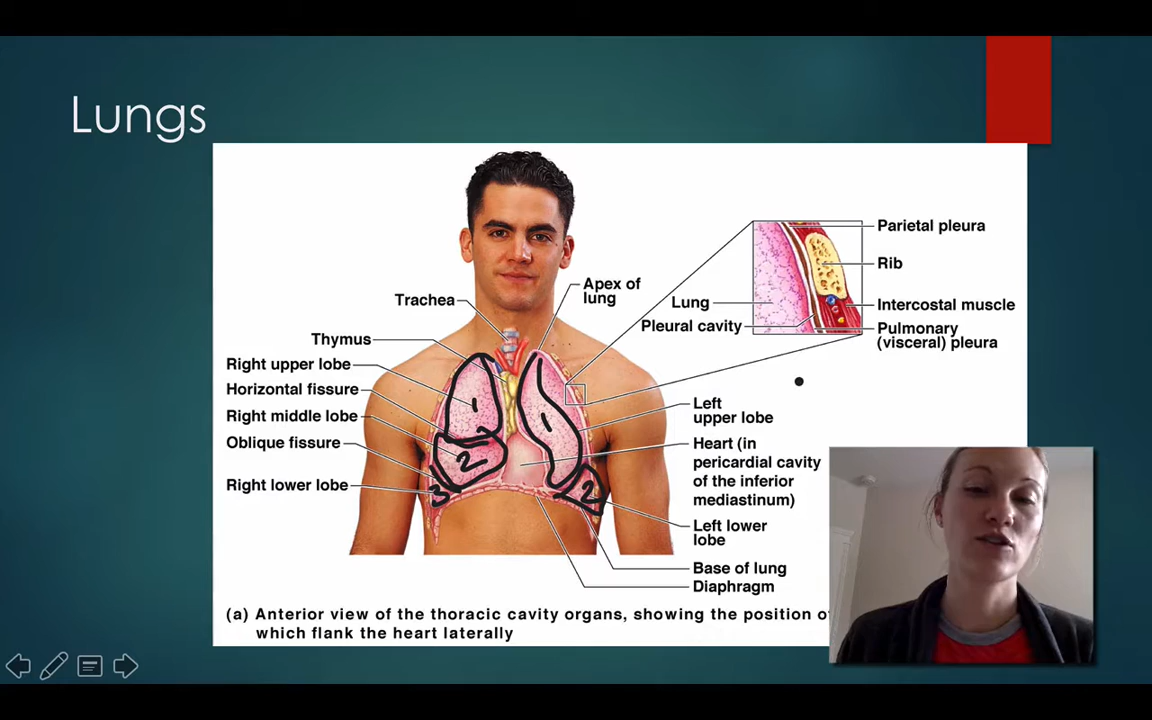 Lungs
Parietal pleura
Rib
Apex of
lung
Trachea
Lung
Intercostal muscle
Pleural cavity
Pulmonary
(visceral) pleura
Thymus
Right upper lobe
Horizontal fissure
Right middle lobe
Oblique fissure
Right lower lobe
1
2
3
1
2
Left
upper lobe
Heart (in
pericardial cavity
of the inferior
mediastinum)
Left lower
lobe
Base of lung
Diaphragm
(a) Anterior view of the thoracic cavity organs, showing the position
which flank the heart laterally